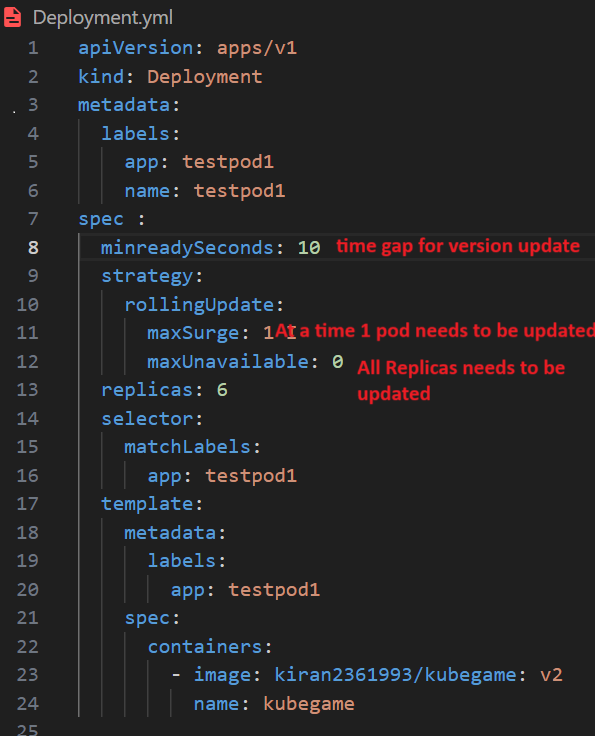 Deployment.yml
1 apiVersion: apps/v1
2 kind: Deployment
3 metadata:
4 labels:
5 app: testpod1
6 name: testpod1
7 spec :
8 minreadySeconds: 10 time gap for version update
9 strategy:
10 rollingUpdate:
11 maxSurge: 1 At a time 1 pod needs to be updated
12 maxUnavailable: 0 All Replicas needs to be
updated
13 replicas: 6
14 selector:
15 matchLabels:
16 app: testpod1
17 template:
18 metadata:
19 labels:
20 app: testpod1
21 spec:
22 containers:
23 - image: kiran2361993/kubegame: v2
24 name: kubegame
25